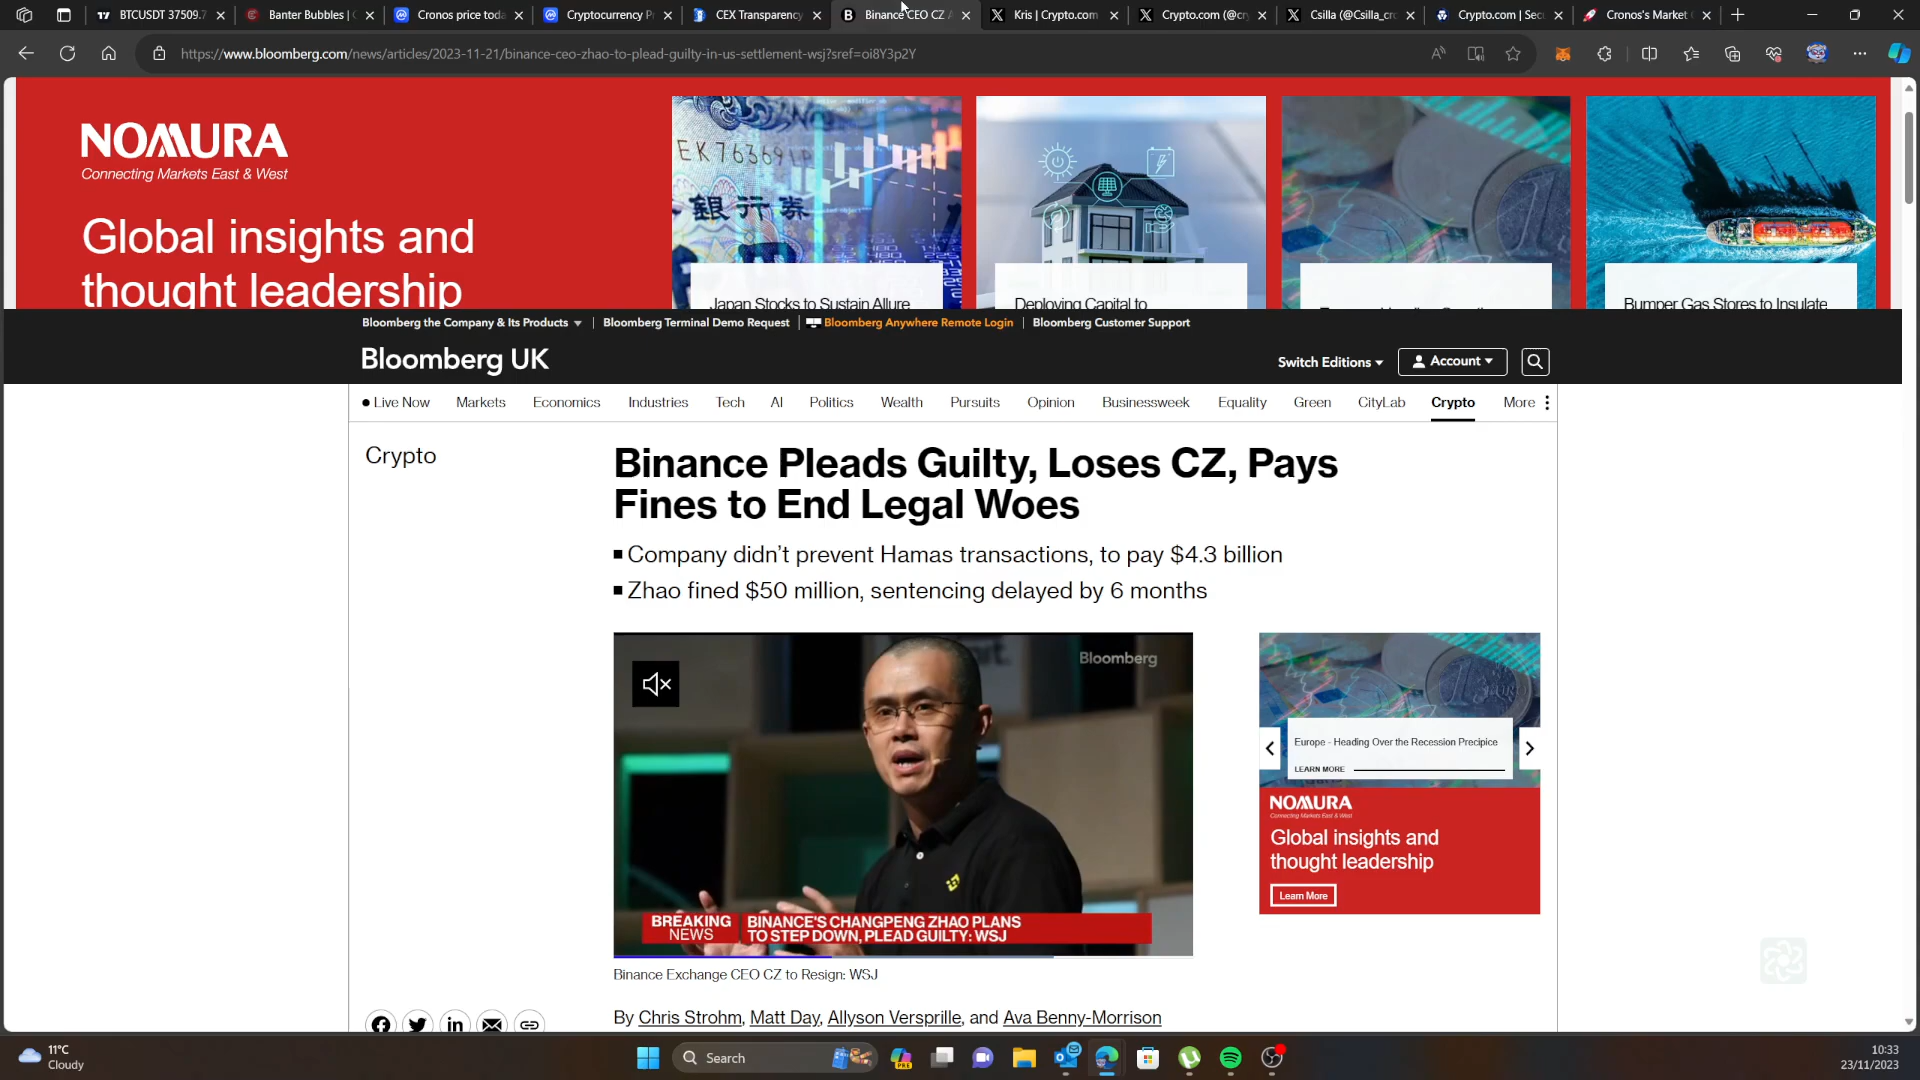 BTCUSDT 37509.7
Banter Bubbles |
Cronos price toda
Cryptocurrency P
CEX Transparency
Binance CEO CZ A
Kris | Crypto.com
Crypto.com (@cry
Csilla (@Csilla_cro
Crypto.com | Secu
Cronos's Market
https://www.bloomberg.com/news/articles/2023-11-21/binance-ceo-zhao-to-plead-guilty-in-us-settlement-wsj?sref=oi8Y3p2Y
NOMURA
Connecting Markets East & West
Global insights and
thought leadership
Japan Stocks to Sustain Allure
Deploying Capital to
Bumper Gas Stores to Insulate
Bloomberg the Company & Its Products
Bloomberg Terminal Demo Request
Bloomberg Anywhere Remote Login
Bloomberg Customer Support
Bloomberg UK
Switch Editions
Account
Live Now Markets Economics Industries Tech AI Politics Wealth Pursuits Opinion Businessweek Equality Green CityLab Crypto More
Crypto
Binance Pleads Guilty, Loses CZ, Pays
Fines to End Legal Woes
Company didn't prevent Hamas transactions, to pay $4.3 billion
Zhao fined $50 million, sentencing delayed by 6 months
Bloomberg
BREAKING
NEWS
BINANCE'S CHANGPENG ZHAO PLANS
TO STEP DOWN, PLEAD GUILTY: WSJ
Binance Exchange CEO CZ to Resign: WSJ
Europe - Heading Over the Recession Precipice
LEARN MORE
NOMURA
Connecting Markets East & West
Global insights and
thought leadership
Learn More
By Chris Strohm, Matt Day, Allyson Versprille, and Ava Benny-Morrison
11°C
Cloudy
Search
10:33
23/11/2023